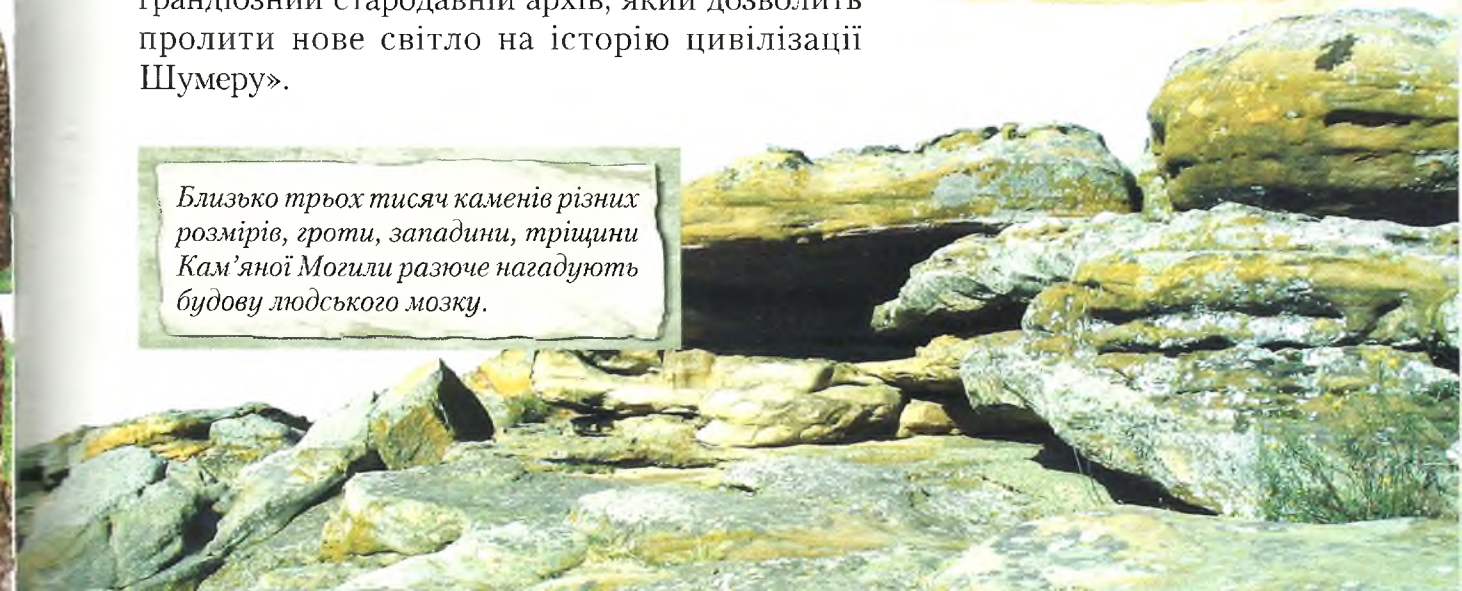 грандіозний стародавній архів, який дозволить
пролити нове світло на історію цивілізації
Шумеру».
Близько трьох тисяч каменів різних
розмірів, гроти, западини, тріщини
Кам’яної Могили разюче нагадують
будову людського мозку.